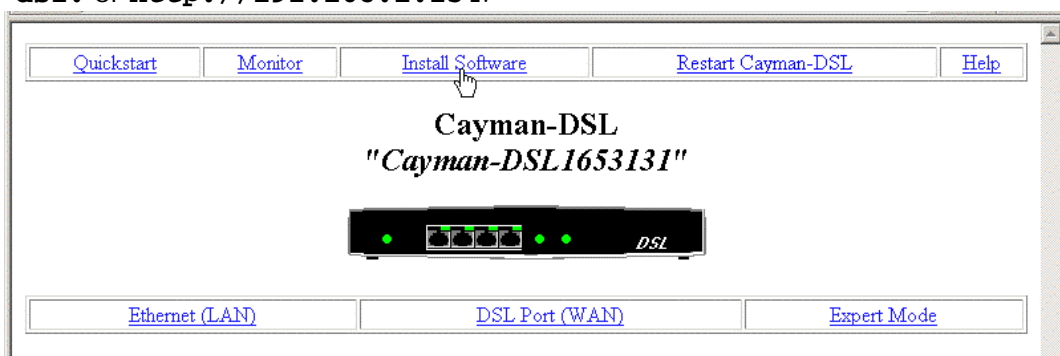 Quickstart Monitor Install Software Restart Cayman-DSL Help
Cayman-DSL
"Cayman-DSL1653131"
DSL
Ethernet (LAN) DSL Port (WAN) Expert Mode